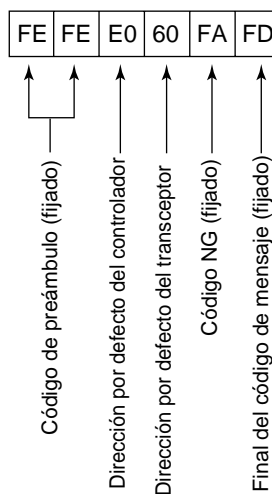 FE FE E0 60 FA FD
Código de preámbulo (fijado)
Dirección por defecto del controlador
Dirección por defecto del transceptor
Código NG (fijado)
Final del código de mensaje (fijado)